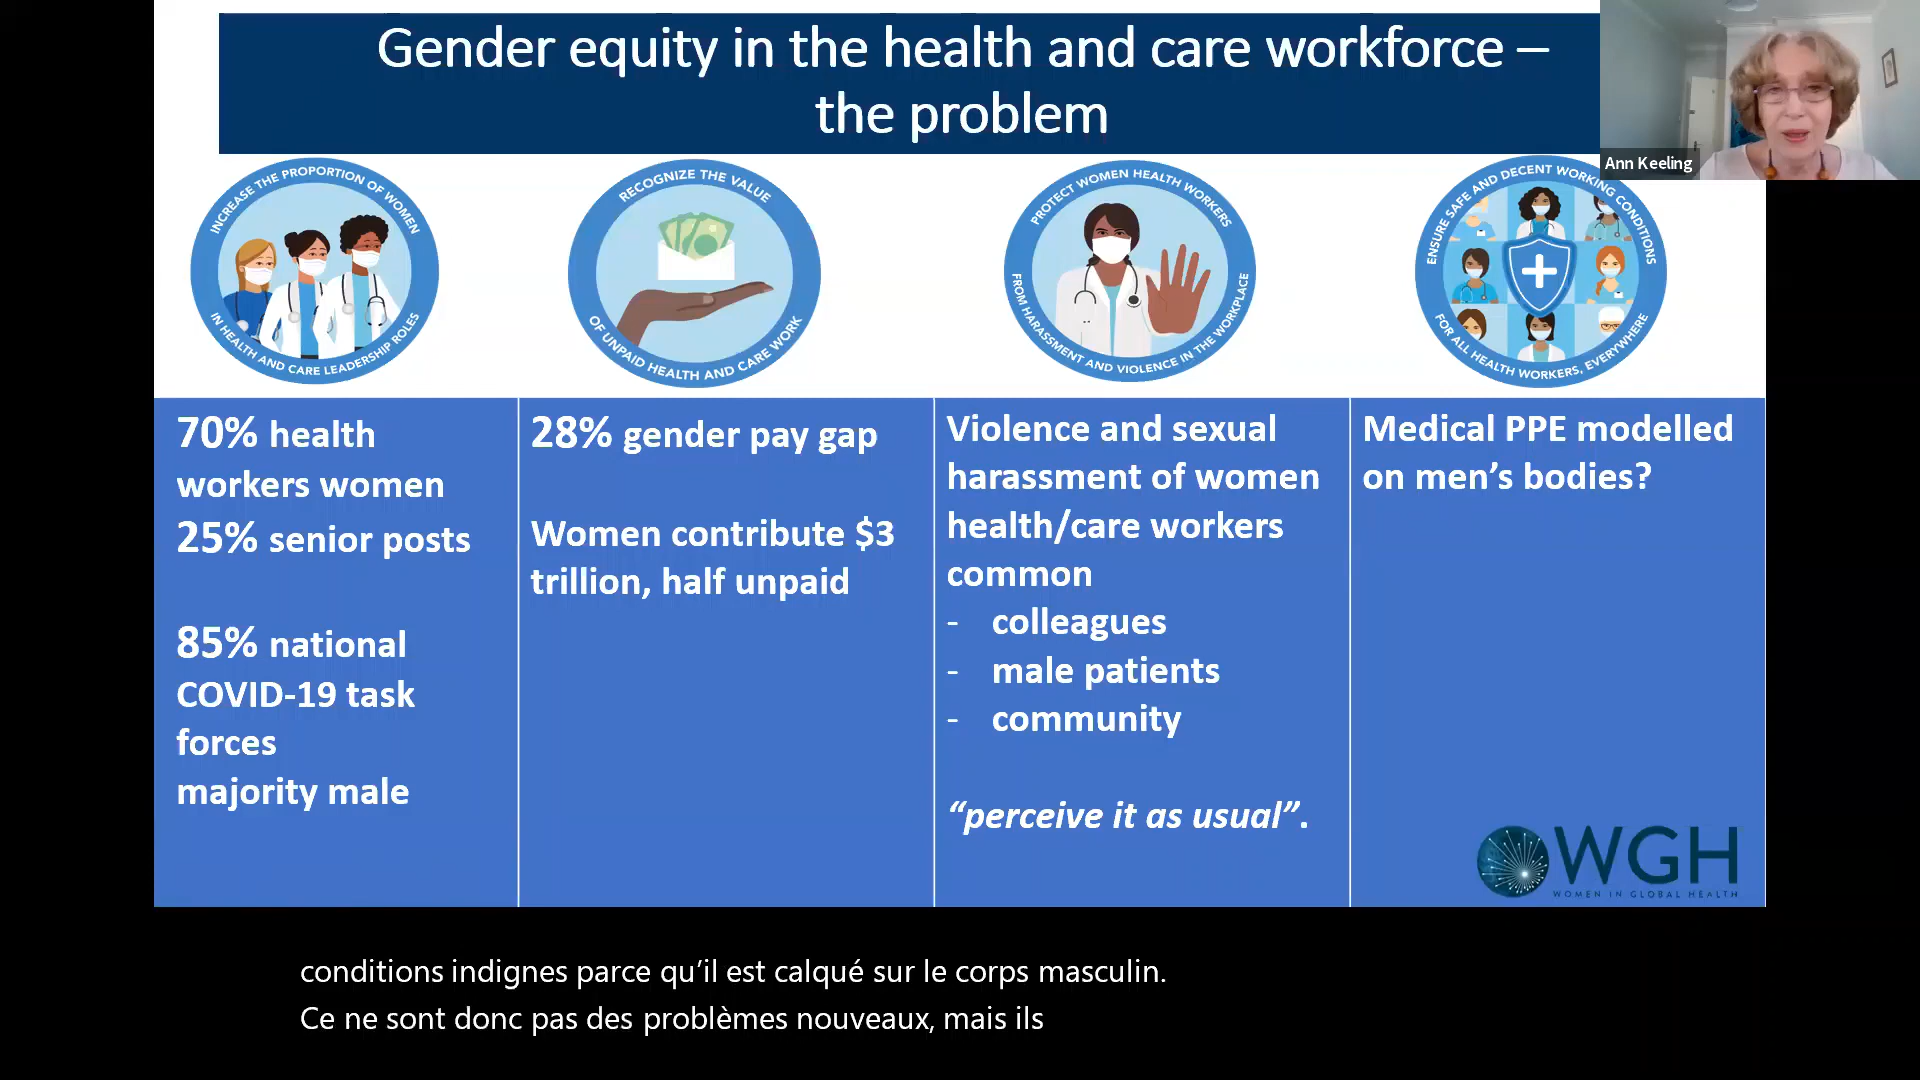 Gender equity in the health and care workforce –
the problem
Ann Keeling
INCREASE THE PROPORTION OF WOMEN
IN HEALTH AND CARE LEADERSHIP ROLES
RECOGNIZE THE VALUE
OF UNPAID HEALTH AND CARE WORK
PROTECT WOMEN HEALTH WORKERS
FROM HARASSMENT AND VIOLENCE IN THE WORKPLACE
ENSURE SAFE AND DECENT WORKING CONDITIONS
FOR ALL HEALTH WORKERS, EVERYWHERE
70% health
workers women
25% senior posts
85% national
COVID-19 task
forces
majority male
28% gender pay gap
Women contribute $3
trillion, half unpaid
Violence and sexual
harassment of women
health/care workers
common
- colleagues
- male patients
- community
“perceive it as usual”.
Medical PPE modelled
on men’s bodies?
WGH
WOMEN IN GLOBAL HEALTH
conditions indignes parce qu’il est calqué sur le corps masculin.
Ce ne sont donc pas des problèmes nouveaux, mais ils